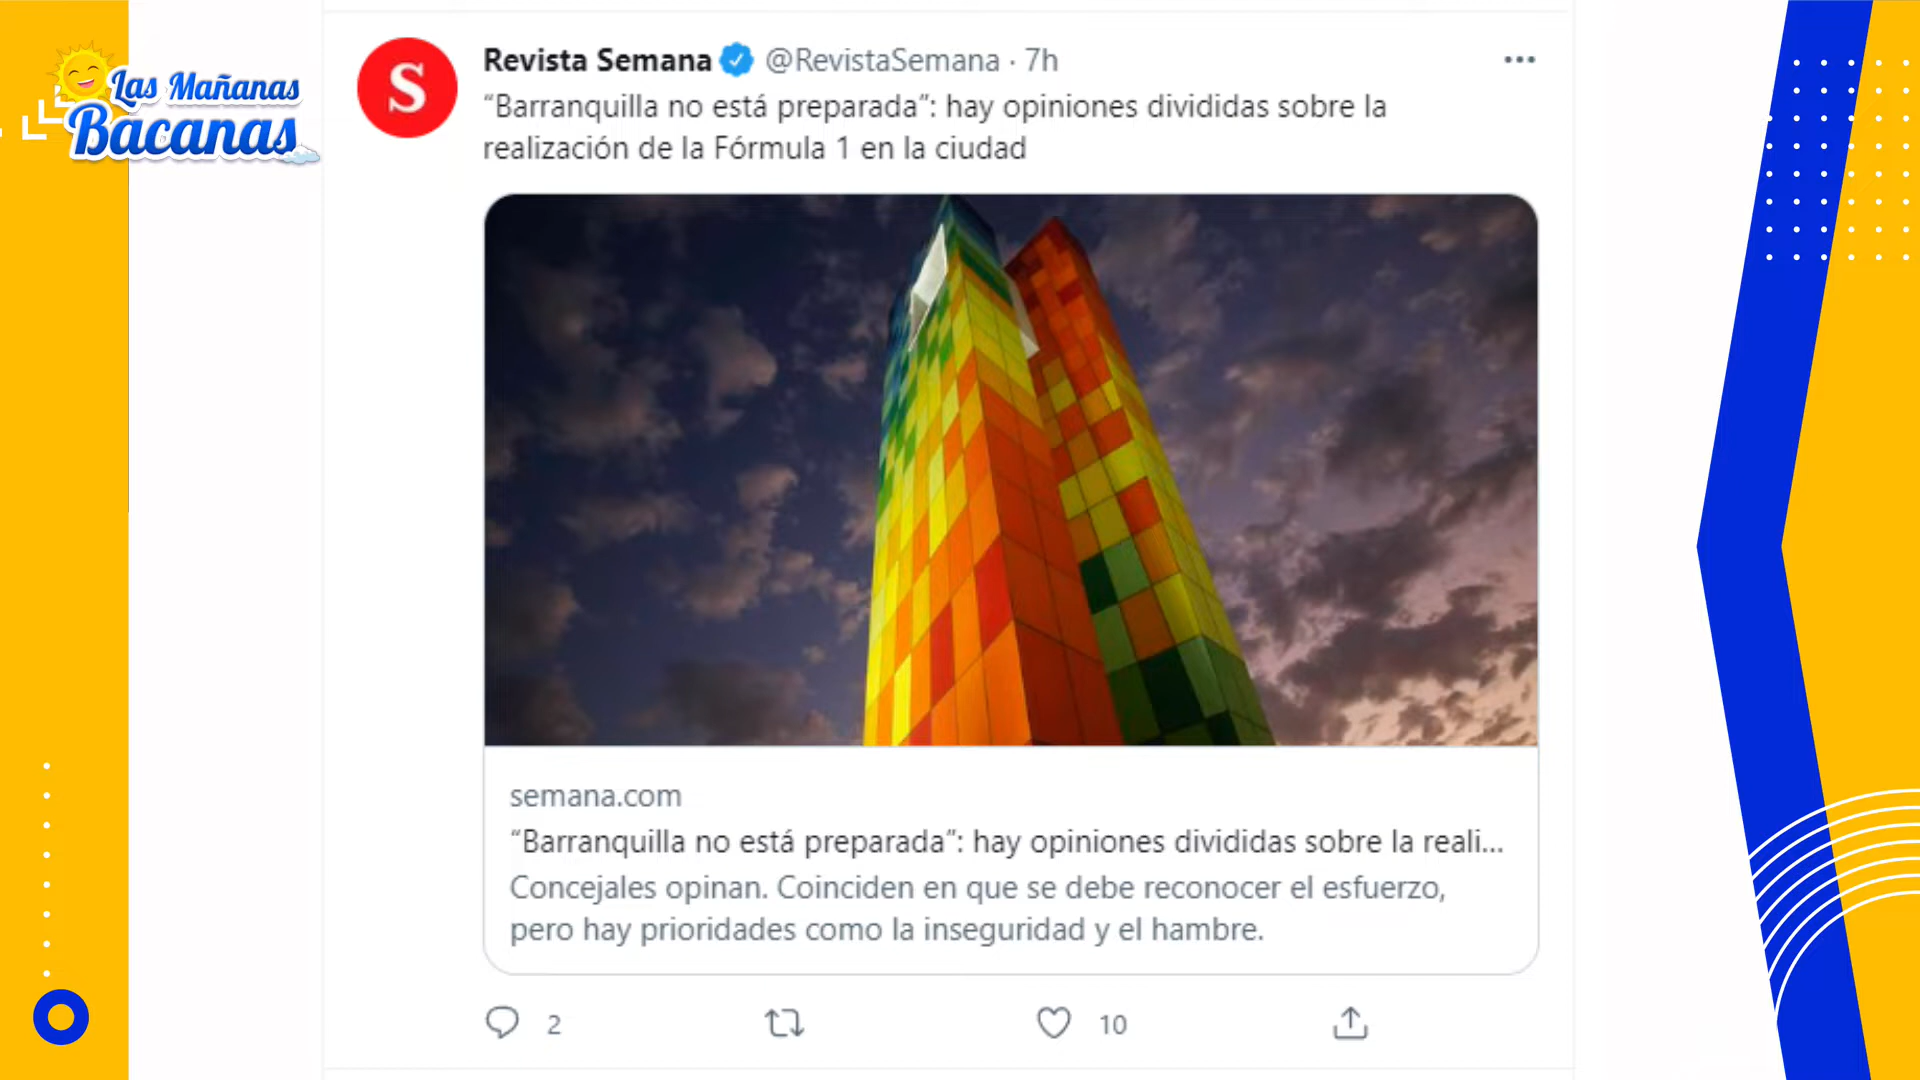 Las Mañanas
Bacanas
S
Revista Semana @RevistaSemana · 7h
“Barranquilla no está preparada”: hay opiniones divididas sobre la
realización de la Fórmula 1 en la ciudad
semana.com
“Barranquilla no está preparada”: hay opiniones divididas sobre la reali...
Concejales opinan. Coinciden en que se debe reconocer el esfuerzo,
pero hay prioridades como la inseguridad y el hambre.
2 10